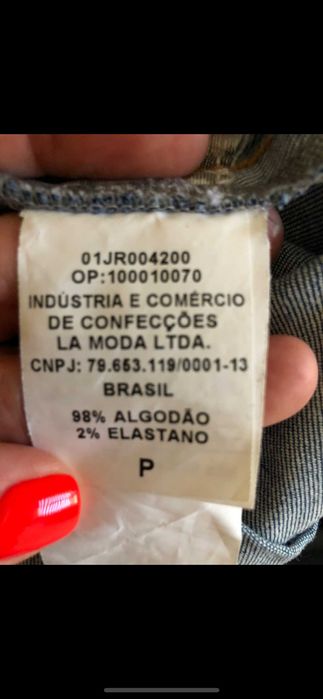 01JR004200
OP:100010070
INDÚSTRIA E COMÉRCIO
DE CONFECÇÕES
LA MODA LTDA.
CNPJ: 79.653.119/0001-13
BRASIL
98% ALGODÃO
2% ELASTANO
P